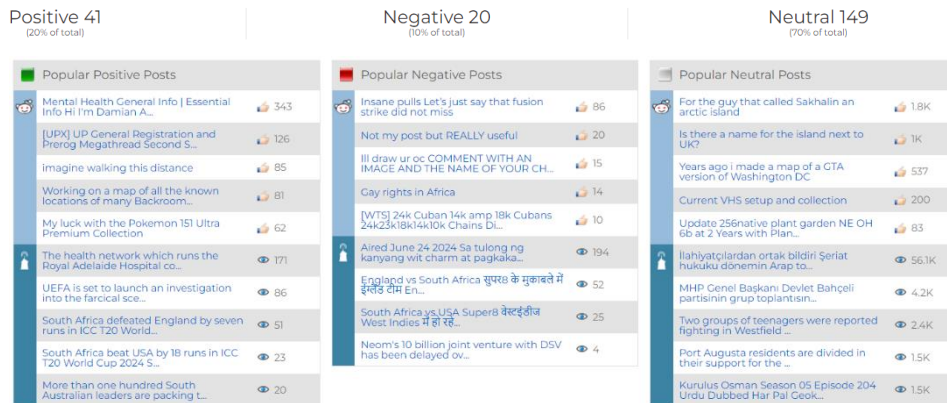 Positive 41
(20% of total)
Negative 20
(10% of total)
Neutral 149
(70% of total)
Popular Positive Posts
Mental Health General Info | Essential
Info Hi I'm Damian A...
343
[UPX] UP General Registration and
Prerog Megathread Second S...
126
imagine walking this distance
85
Working on a map of all the known
locations of many Backroom...
81
My luck with the Pokemon 151 Ultra
Premium Collection
62
The health network which runs the
Royal Adelaide Hospital co...
171
UEFA is set to launch an investigation
into the farcical sce...
86
South Africa defeated England by seven
runs in ICC T20 World...
51
South Africa beat USA by 18 runs in ICC
T20 World Cup 2024 S...
23
More than one hundred South
Australian leaders are packing t...
20
Popular Negative Posts
Insane pulls Let's just say that fusion
strike did not miss
86
Not my post but REALLY useful
20
Ill draw ur oc COMMENT WITH AN
IMAGE AND THE NAME OF YOUR CH...
15
Gay rights in Africa
14
[WTS] 24k Cuban 14k amp 18k Cubans
24k23k18k14k10k Chains Di...
10
Aired June 24 2024 Sa tulong ng
kanyang wit charm at pagkaka...
194
England vs South Africa सुपर8 के मुकाबले में
इंग्लैंड टीम En...
52
South Africa vs USA Super8 वेस्टइंडीज
West Indies में हो रहे...
25
Neom's 10 billion joint venture with DSV
has been delayed ov...
4
Popular Neutral Posts
For the guy that called Sakhalin an
arctic island
1.8K
Is there a name for the island next to
UK?
1K
Years ago i made a map of a GTA
version of Washington DC
537
Current VHS setup and collection
200
Update 256native plant garden NE OH
6b at 2 Years with Plan...
83
İlahiyatçılardan ortak bildiri Şeriat
hukuku dönemin Arap to...
56.1K
MHP Genel Başkanı Devlet Bahçeli
partisinin grup toplantısın...
4.2K
Two groups of teenagers were reported
fighting in Westfield ...
2.4K
Port Augusta residents are divided in
their support for the ...
1.5K
Kurulus Osman Season 05 Episode 204
Urdu Dubbed Har Pal Geok...
1.5K